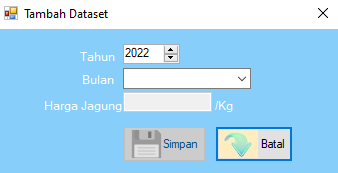 Tambah Dataset
Tahun 2022
Bulan
Harga Jagung /Kg
Simpan Batal